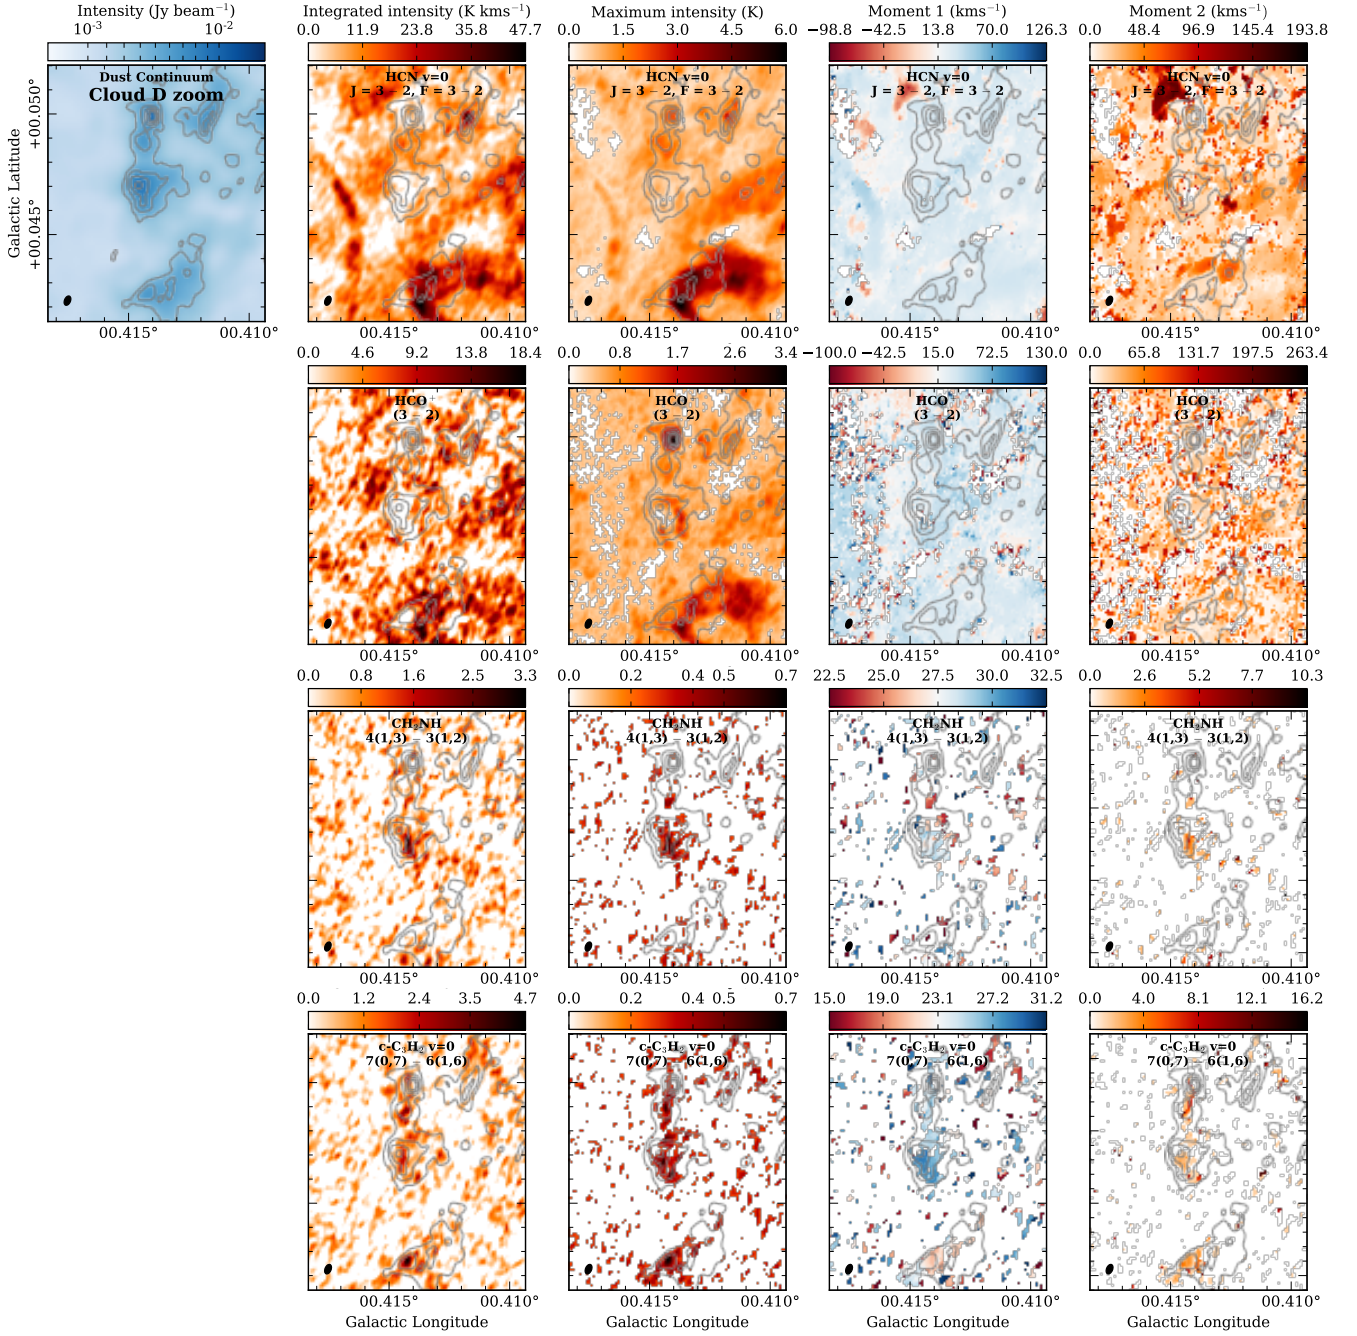 Intensity (Jy beam⁻¹) Integrated intensity (K kms⁻¹) Maximum intensity (K) Moment 1 (kms⁻¹) Moment 2 (kms⁻¹)
10⁻³ 10⁻² 0.0 11.9 23.8 35.8 47.7 0.0 1.5 3.0 4.5 6.0 −98.8 −42.5 13.8 70.0 126.3 0.0 48.4 96.9 145.4 193.8
Dust Continuum
Cloud D zoom
HCN v=0
J = 3 − 2, F = 3 − 2
HCN v=0
J = 3 − 2, F = 3 − 2
HCN v=0
J = 3 − 2, F = 3 − 2
HCN v=0
J = 3 − 2, F = 3 − 2
Galactic Latitude
+00.050°
+00.045°
00.415° 00.410° 00.415° 00.410° 00.415° 00.410° 00.415° 00.410° 00.415° 00.410°
0.0 4.6 9.2 13.8 18.4 0.0 0.8 1.7 2.6 3.4 −100.0 −42.5 15.0 72.5 130.0 0.0 65.8 131.7 197.5 263.4
HCO⁺
(3 − 2)
HCO⁺
(3 − 2)
HCO⁺
(3 − 2)
HCO⁺
(3 − 2)
00.415° 00.410° 00.415° 00.410° 00.415° 00.410° 00.415° 00.410°
0.0 0.8 1.6 2.5 3.3 0.0 0.2 0.4 0.5 0.7 22.5 25.0 27.5 30.0 32.5 0.0 2.6 5.2 7.7 10.3
CH₂NH
4(1,3) − 3(1,2)
CH₂NH
4(1,3) − 3(1,2)
CH₂NH
4(1,3) − 3(1,2)
CH₂NH
4(1,3) − 3(1,2)
00.415° 00.410° 00.415° 00.410° 00.415° 00.410° 00.415° 00.410°
0.0 1.2 2.4 3.5 4.7 0.0 0.2 0.4 0.5 0.7 15.0 19.0 23.1 27.2 31.2 0.0 4.0 8.1 12.1 16.2
c-C₃H₂ v=0
7(0,7) − 6(1,6)
c-C₃H₂ v=0
7(0,7) − 6(1,6)
c-C₃H₂ v=0
7(0,7) − 6(1,6)
c-C₃H₂ v=0
7(0,7) − 6(1,6)
00.415° 00.410° 00.415° 00.410° 00.415° 00.410° 00.415° 00.410°
Galactic Longitude Galactic Longitude Galactic Longitude Galactic Longitude